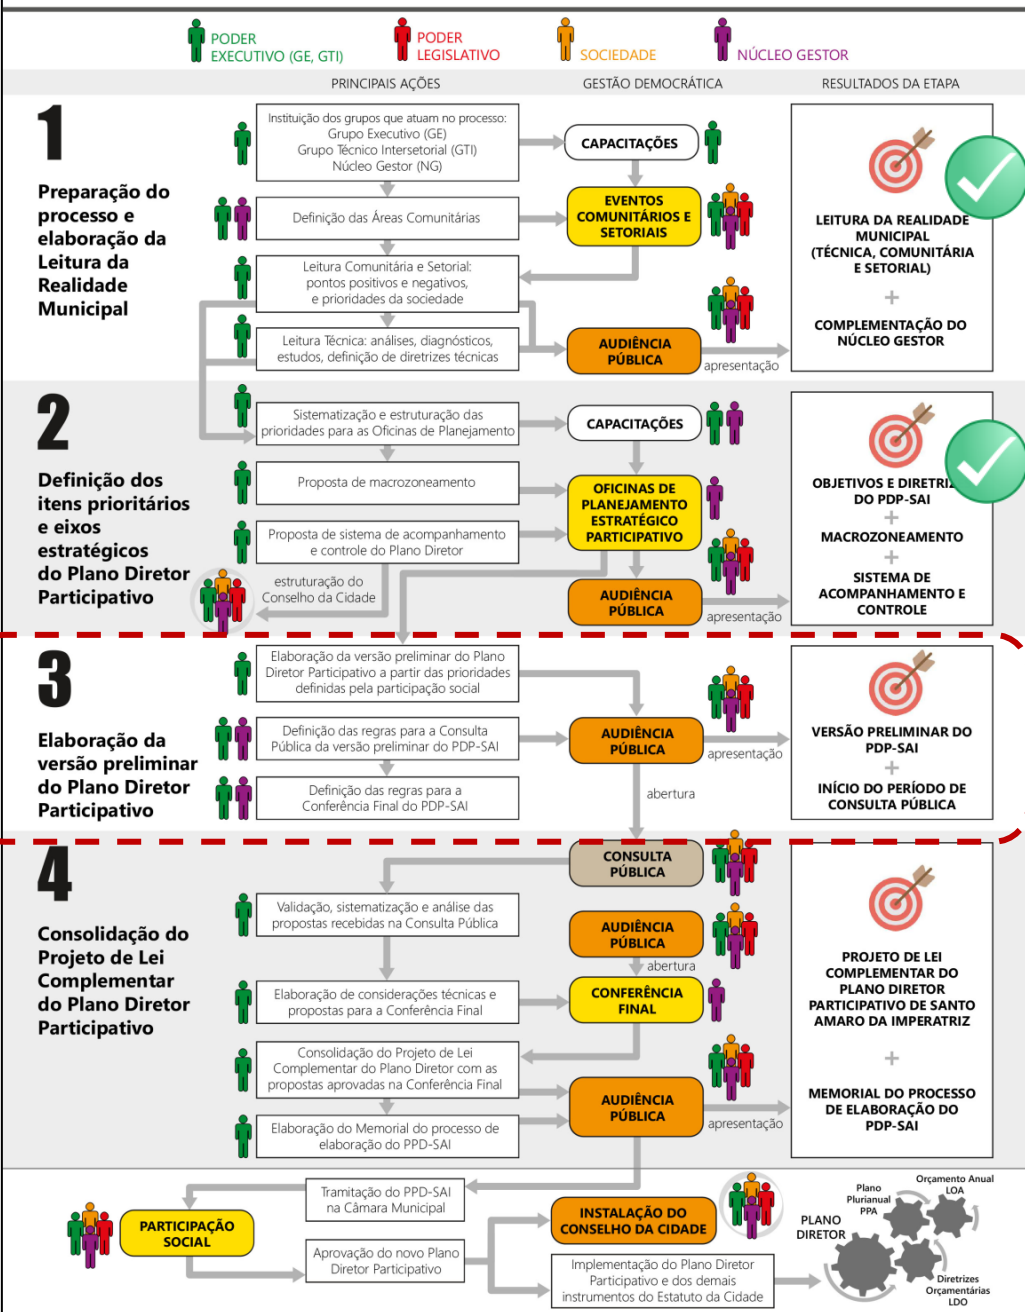 PODER
EXECUTIVO (GE, GTI)
PODER
LEGISLATIVO
SOCIEDADE
NÚCLEO GESTOR
PRINCIPAIS AÇÕES
GESTÃO DEMOCRÁTICA
RESULTADOS DA ETAPA
1
Preparação do
processo e
elaboração da
Leitura da
Realidade
Municipal
Instituição dos grupos que atuam no processo:
Grupo Executivo (GE)
Grupo Técnico Intersetorial (GTI)
Núcleo Gestor (NG)
CAPACITAÇÕES
Definição das Áreas Comunitárias
EVENTOS
COMUNITÁRIOS E
SETORIAIS
Leitura Comunitária e Setorial:
pontos positivos e negativos,
e prioridades da sociedade
Leitura Técnica: análises, diagnósticos,
estudos, definição de diretrizes técnicas
AUDIÊNCIA
PÚBLICA
apresentação
LEITURA DA REALIDADE
MUNICIPAL
(TÉCNICA, COMUNITÁRIA
E SETORIAL)
+
COMPLEMENTAÇÃO DO
NÚCLEO GESTOR
2
Definição dos
itens prioritários
e eixos
estratégicos
do Plano Diretor
Participativo
Sistematização e estruturação das
prioridades para as Oficinas de Planejamento
CAPACITAÇÕES
Proposta de macrozoneamento
OFICINAS DE
PLANEJAMENTO
ESTRATÉGICO
PARTICIPATIVO
Proposta de sistema de acompanhamento
e controle do Plano Diretor
estruturação do
Conselho da Cidade
AUDIÊNCIA
PÚBLICA
apresentação
OBJETIVOS E DIRETRIZ
DO PDP-SAI
+
MACROZONEAMENTO
+
SISTEMA DE
ACOMPANHAMENTO E
CONTROLE
3
Elaboração da
versão preliminar
do Plano Diretor
Participativo
Elaboração da versão preliminar do Plano
Diretor Participativo a partir das prioridades
definidas pela participação social
Definição das regras para a Consulta
Pública da versão preliminar do PDP-SAI
Definição das regras para a
Conferência Final do PDP-SAI
AUDIÊNCIA
PÚBLICA
apresentação
abertura
VERSÃO PRELIMINAR DO
PDP-SAI
+
INÍCIO DO PERÍODO DE
CONSULTA PÚBLICA
4
Consolidação do
Projeto de Lei
Complementar
do Plano Diretor
Participativo
CONSULTA
PÚBLICA
Validação, sistematização e análise das
propostas recebidas na Consulta Pública
AUDIÊNCIA
PÚBLICA
abertura
Elaboração de considerações técnicas e
propostas para a Conferência Final
CONFERÊNCIA
FINAL
Consolidação do Projeto de Lei
Complementar do Plano Diretor com as
propostas aprovadas na Conferência Final
Elaboração do Memorial do processo de
elaboração do PPD-SAI
AUDIÊNCIA
PÚBLICA
apresentação
PROJETO DE LEI
COMPLEMENTAR DO
PLANO DIRETOR
PARTICIPATIVO DE SANTO
AMARO DA IMPERATRIZ
+
MEMORIAL DO PROCESSO
DE ELABORAÇÃO DO
PDP-SAI
PARTICIPAÇÃO
SOCIAL
Tramitação do PPD-SAI
na Câmara Municipal
Aprovação do novo Plano
Diretor Participativo
INSTALAÇÃO DO
CONSELHO DA CIDADE
Implementação do Plano Diretor
Participativo e dos demais
instrumentos do Estatuto da Cidade
PLANO
DIRETOR
Plano
Plurianual
PPA
Orçamento Anual
LOA
Diretrizes
Orçamentárias
LDO